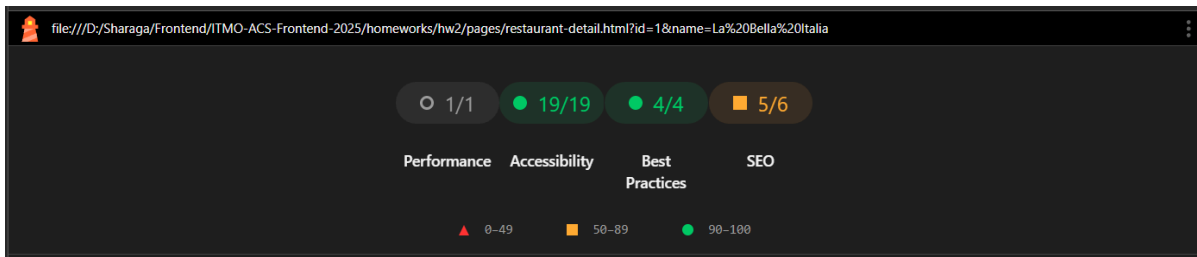 file:///D:/Sharaga/Frontend/ITMO-ACS-Frontend-2025/homeworks/hw2/pages/restaurant-detail.html?id=1&name=La%20Bella%20Italia
1/1 19/19 4/4 5/6
Performance Accessibility Best Practices SEO
0–49 50–89 90–100